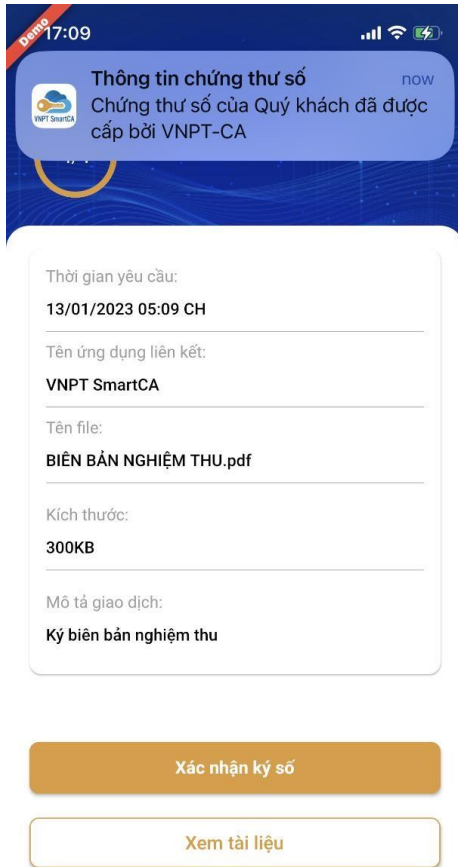 Demo
17:09
VNPT SmartCA
Thông tin chứng thư số
now
Chứng thư số của Quý khách đã được
cấp bởi VNPT-CA
Thời gian yêu cầu:
13/01/2023 05:09 CH
Tên ứng dụng liên kết:
VNPT SmartCA
Tên file:
BIÊN BẢN NGHIỆM THU.pdf
Kích thước:
300KB
Mô tả giao dịch:
Ký biên bản nghiệm thu
Xác nhận ký số
Xem tài liệu